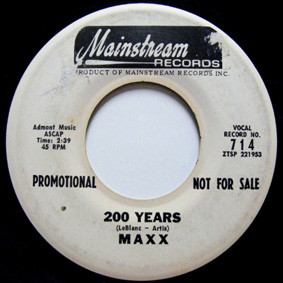 Mainstream
RECORDS
PRODUCT OF MAINSTREAM RECORDS INC.
Admont Music
ASCAP
Time: 2-39
45 RPM
VOCAL
RECORD NO.
714
ZTSP 221953
PROMOTIONAL
NOT FOR SALE
200 YEARS
(LeBlanc - Artis)
MAXX